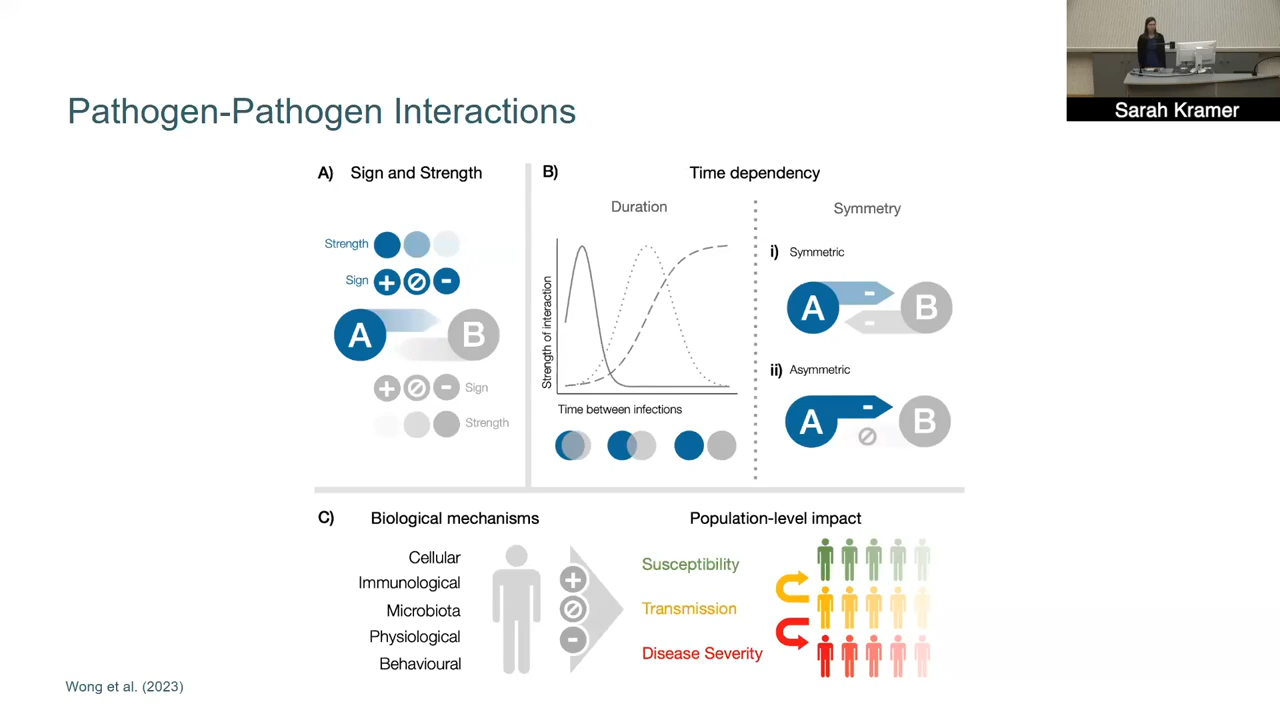 Sarah Kramer
Pathogen-Pathogen Interactions
A) Sign and Strength
Strength
Sign + −
A B
+ − Sign
Strength
B) Time dependency
Duration
Strength of interaction
Time between infections
Symmetry
i) Symmetric
A - B
-
ii) Asymmetric
A - B
C) Biological mechanisms
Cellular
Immunological
Microbiota
Physiological
Behavioural
+
-
Population-level impact
Susceptibility
Transmission
Disease Severity
Wong et al. (2023)